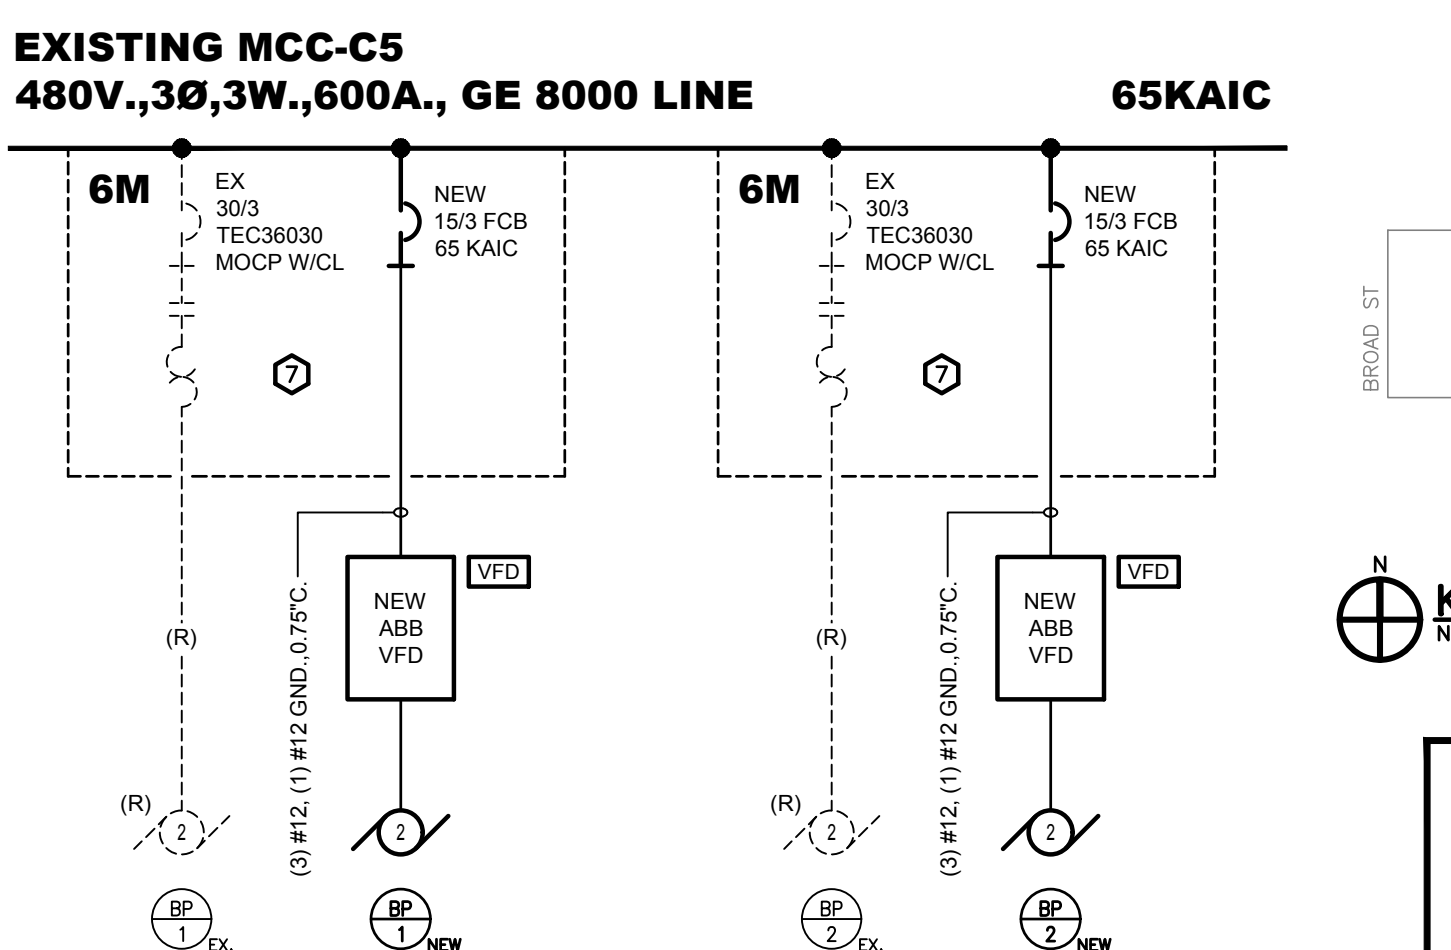 EXISTING MCC-C5
480V.,3Ø,3W.,600A., GE 8000 LINE
65KAIC
6M
EX
30/3
TEC36030
MOCP W/CL
NEW
15/3 FCB
65 KAIC
7
6M
EX
30/3
TEC36030
MOCP W/CL
NEW
15/3 FCB
65 KAIC
7
BROAD ST
(R)
(3) #12, (1) #12 GND.,0.75"C.
NEW
ABB
VFD
VFD
(R)
(3) #12, (1) #12 GND.,0.75"C.
NEW
ABB
VFD
VFD
N
(R)
2
2
(R)
2
2
BP
1
EX.
BP
1
NEW
BP
2
EX.
BP
2
NEW